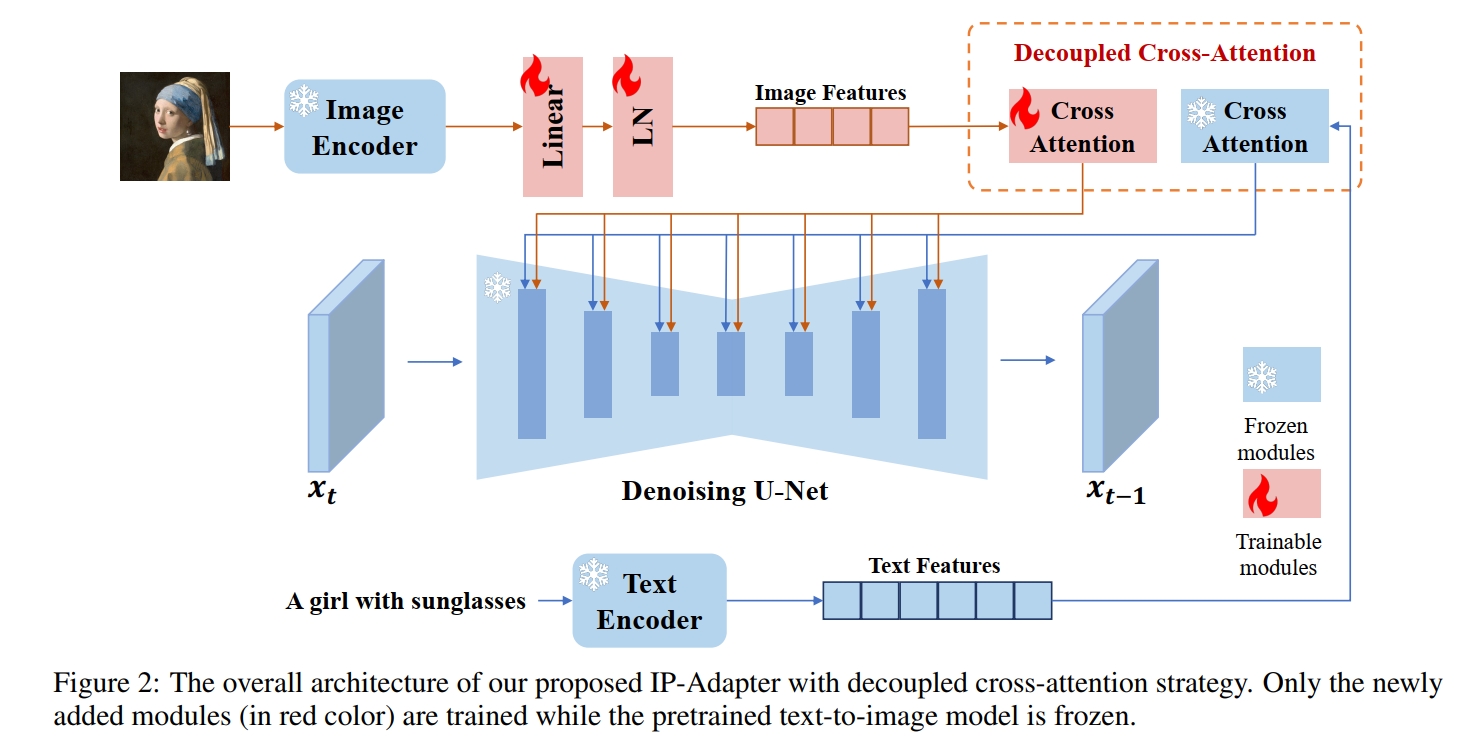 Decoupled Cross-Attention
Image
Encoder
Linear
LN
Image Features
Cross
Attention
Cross
Attention
x_t
Denoising U-Net
x_{t−1}
Frozen
modules
Trainable
modules
A girl with sunglasses
Text
Encoder
Text Features
Figure 2: The overall architecture of our proposed IP-Adapter with decoupled cross-attention strategy. Only the newly
added modules (in red color) are trained while the pretrained text-to-image model is frozen.